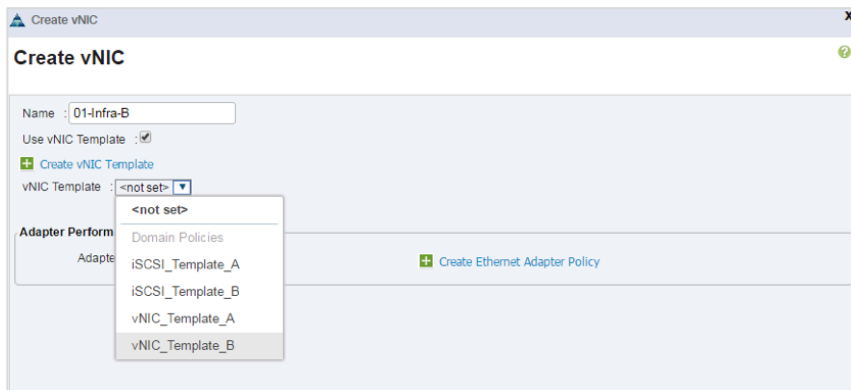 Create vNIC
X
Create vNIC
?
Name : 01-Infra-B
Use vNIC Template :
Create vNIC Template
vNIC Template : <not set>
<not set>
Domain Policies
Adapter Perform
iSCSI_Template_A
Adapte
Create Ethernet Adapter Policy
iSCSI_Template_B
vNIC_Template_A
vNIC_Template_B